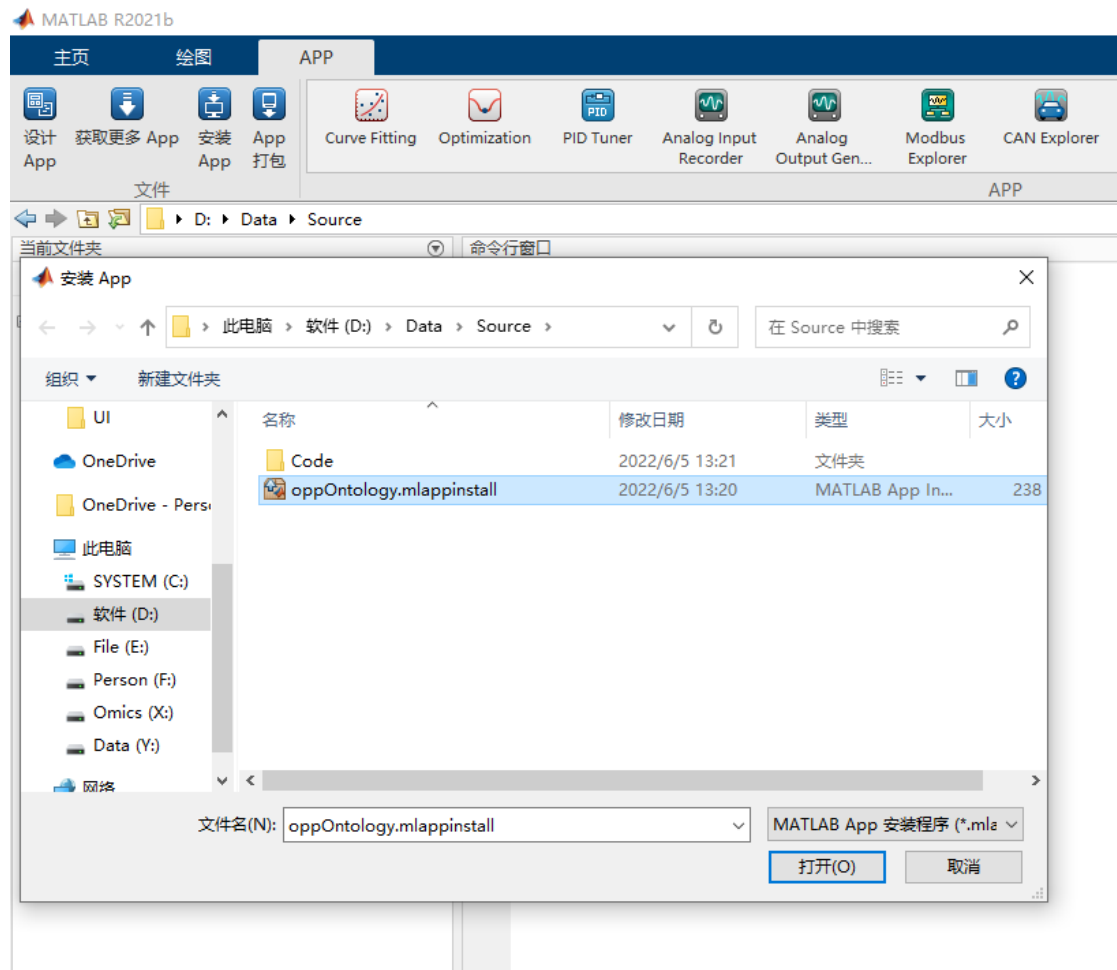 MATLAB R2021b
主页 绘图 APP
设计 App
获取更多 App
安装 App
App 打包
Curve Fitting
Optimization
PID
PID Tuner
Analog Input Recorder
Analog Output Gen...
Modbus Explorer
CAN Explorer
文件 APP
D: Data Source
当前文件夹 命令行窗口
安装 App
此电脑 软件 (D:) Data Source
在 Source 中搜索
组织 新建文件夹
名称 修改日期 类型 大小
UI
OneDrive
OneDrive - Perso
此电脑
SYSTEM (C:)
软件 (D:)
File (E:)
Person (F:)
Omics (X:)
Data (Y:)
网络
Code 2022/6/5 13:21 文件夹
oppOntology.mlappinstall 2022/6/5 13:20 MATLAB App In... 238
文件名(N): oppOntology.mlappinstall MATLAB App 安装程序 (*.mla
打开(O) 取消